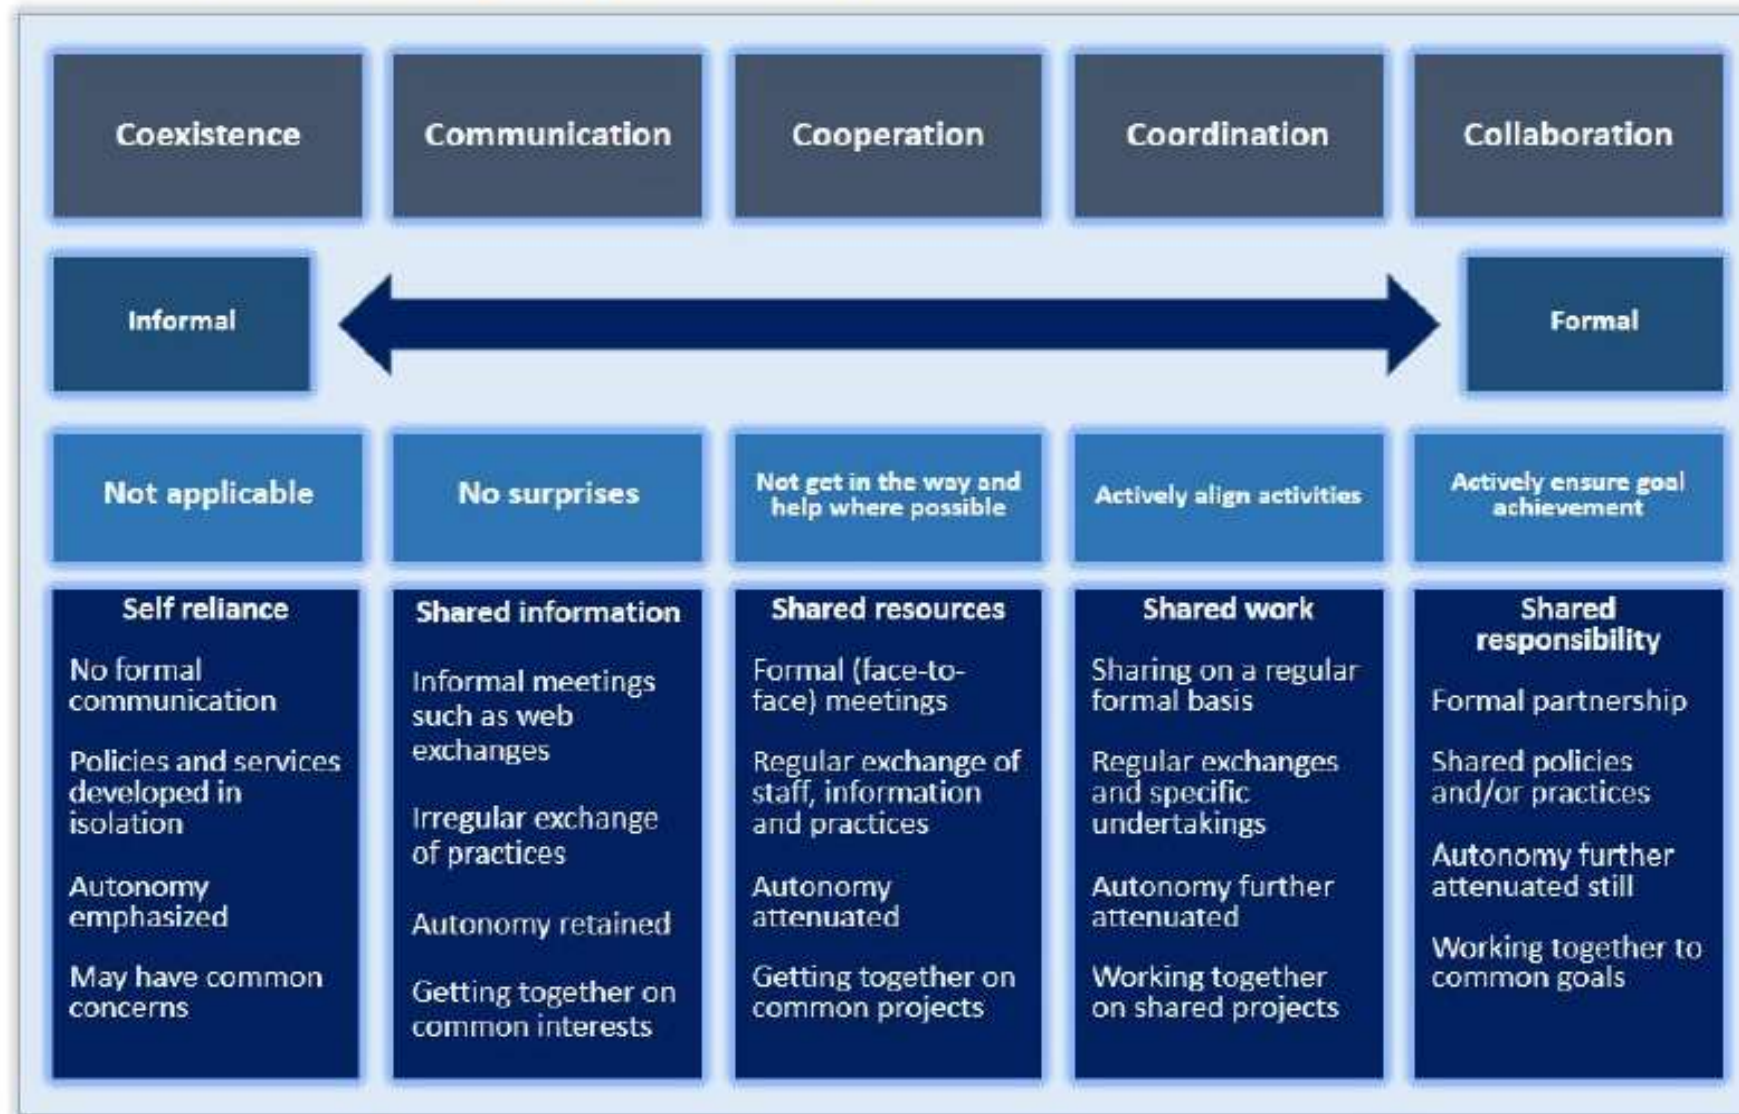 Coexistence
Communication
Cooperation
Coordination
Collaboration
Informal
Formal
Not applicable
No surprises
Not get in the way and
help where possible
Actively align activities
Actively ensure goal
achievement
Self reliance
No formal
communication
Policies and services
developed in
isolation
Autonomy
emphasized
May have common
concerns
Shared information
Informal meetings
such as web
exchanges
Irregular exchange
of practices
Autonomy retained
Getting together on
common interests
Shared resources
Formal (face-to-
face) meetings
Regular exchange of
staff, information
and practices
Autonomy
attenuated
Getting together on
common projects
Shared work
Sharing on a regular
formal basis
Regular exchanges
and specific
undertakings
Autonomy further
attenuated
Working together
on shared projects
Shared
responsibility
Formal partnership
Shared policies
and/or practices
Autonomy further
attenuated still
Working together to
common goals